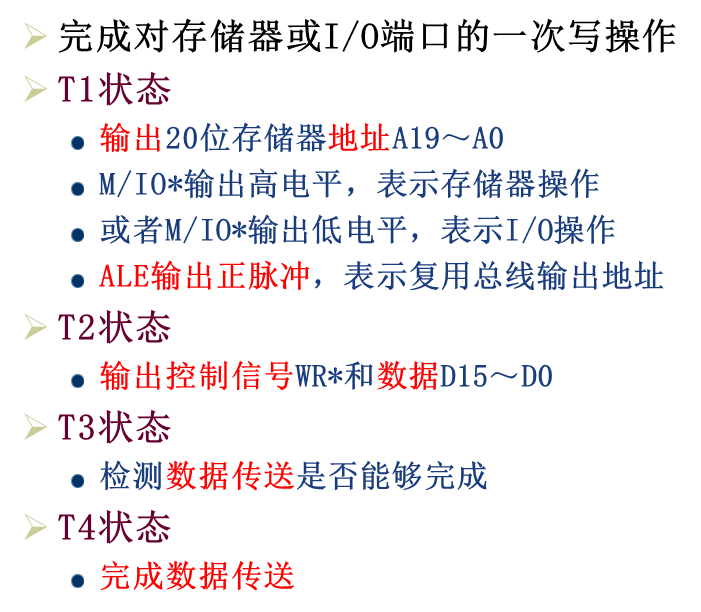 完成对存储器或I/O端口的一次写操作
T1状态
输出20位存储器地址A19～A0
M/IO*输出高电平，表示存储器操作
或者M/IO*输出低电平，表示I/O操作
ALE输出正脉冲，表示复用总线输出地址
T2状态
输出控制信号WR*和数据D15～D0
T3状态
检测数据传送是否能够完成
T4状态
完成数据传送